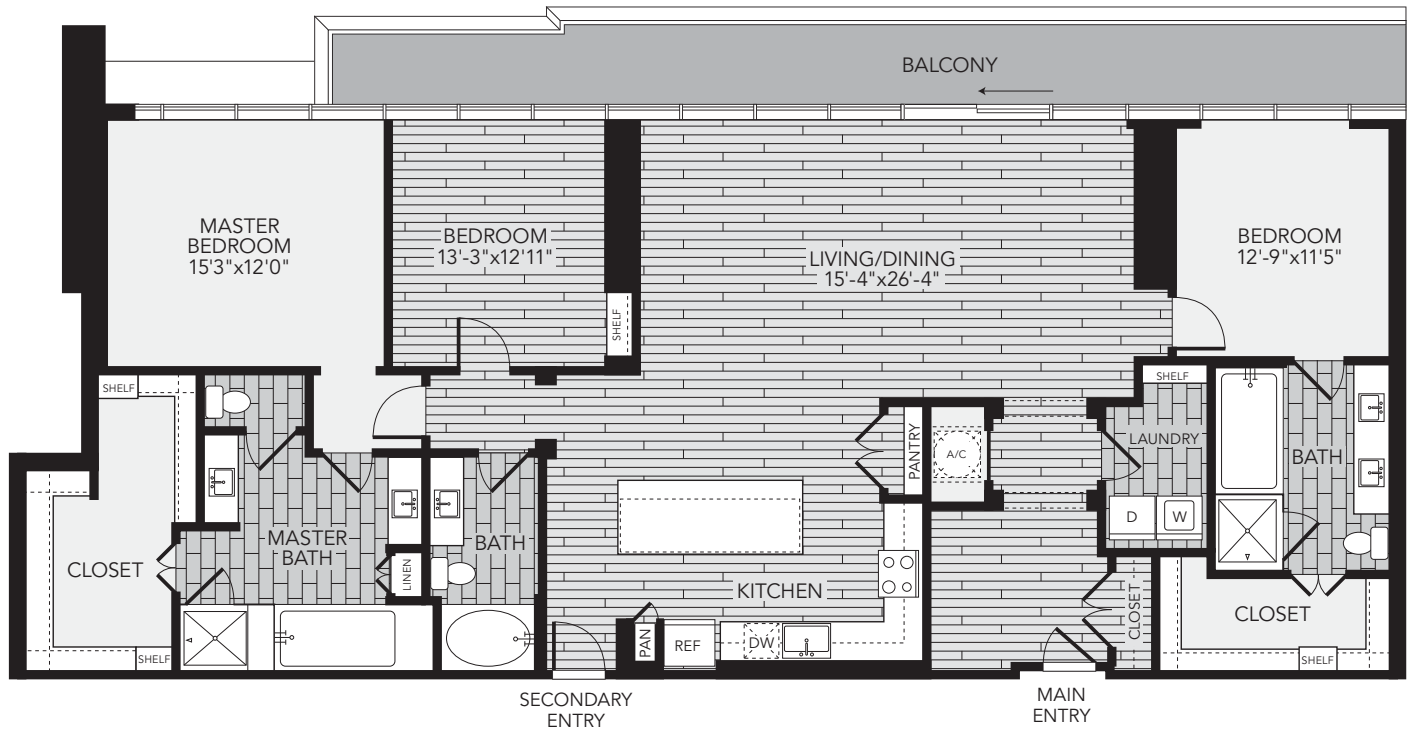 BALCONY
MASTER
BEDROOM
15'3"x12'0"
BEDROOM
13'-3"x12'11"
LIVING/DINING
15'-4"x26'-4"
BEDROOM
12'-9"x11'5"
SHELF
SHELF
SHELF
PANTRY
A/C
LAUNDRY
BATH
D
W
MASTER
BATH
BATH
CLOSET
LINEN
KITCHEN
CLOSET
CLOSET
PAN
REF
DW
SHELF
SHELF
SECONDARY
ENTRY
MAIN
ENTRY